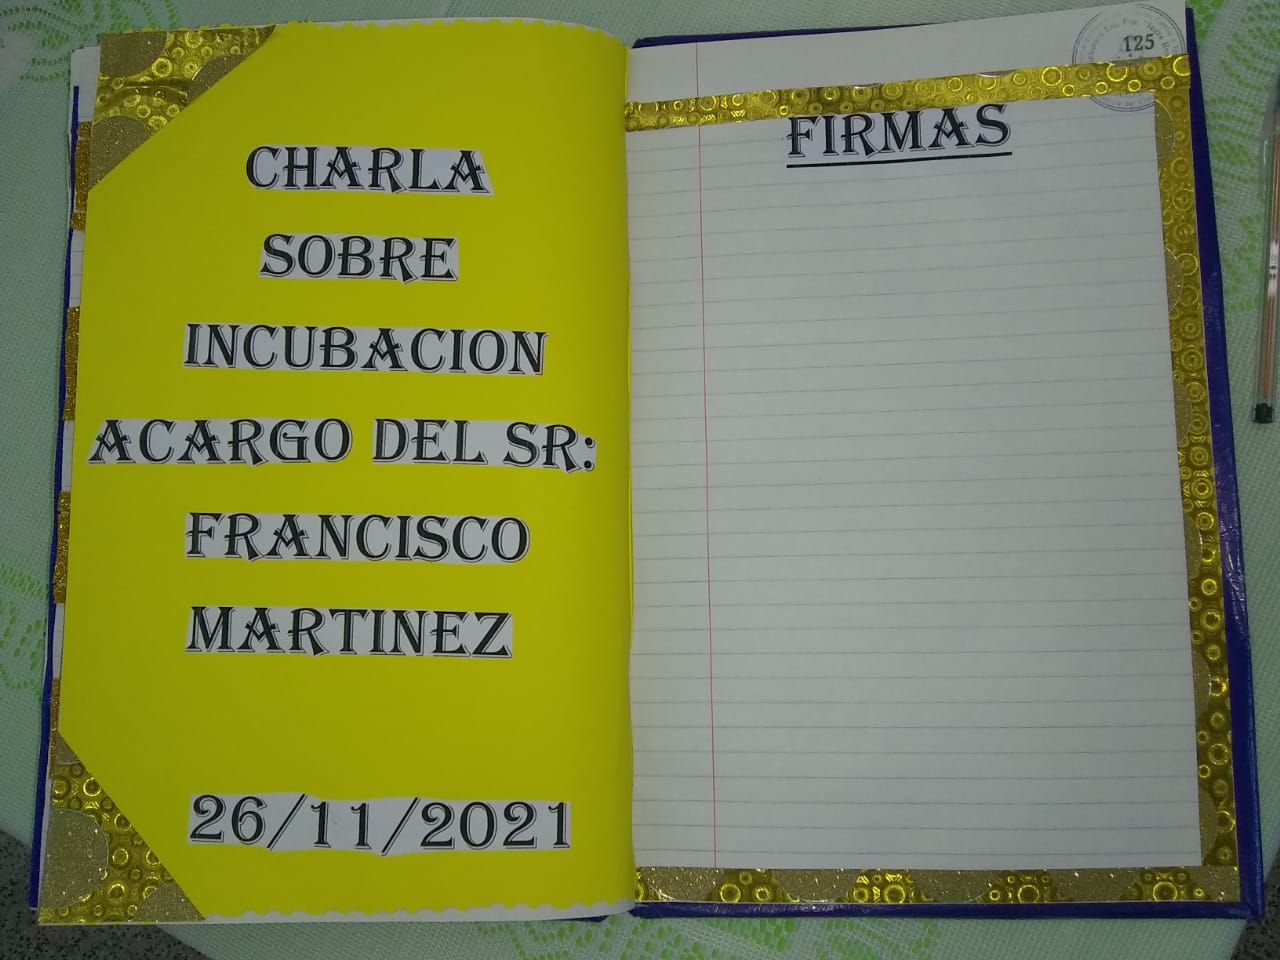 CHARLA
SOBRE
INCUBACION
ACARGO DEL SR:
FRANCISCO
MARTINEZ
26/11/2021
125
FIRMAS